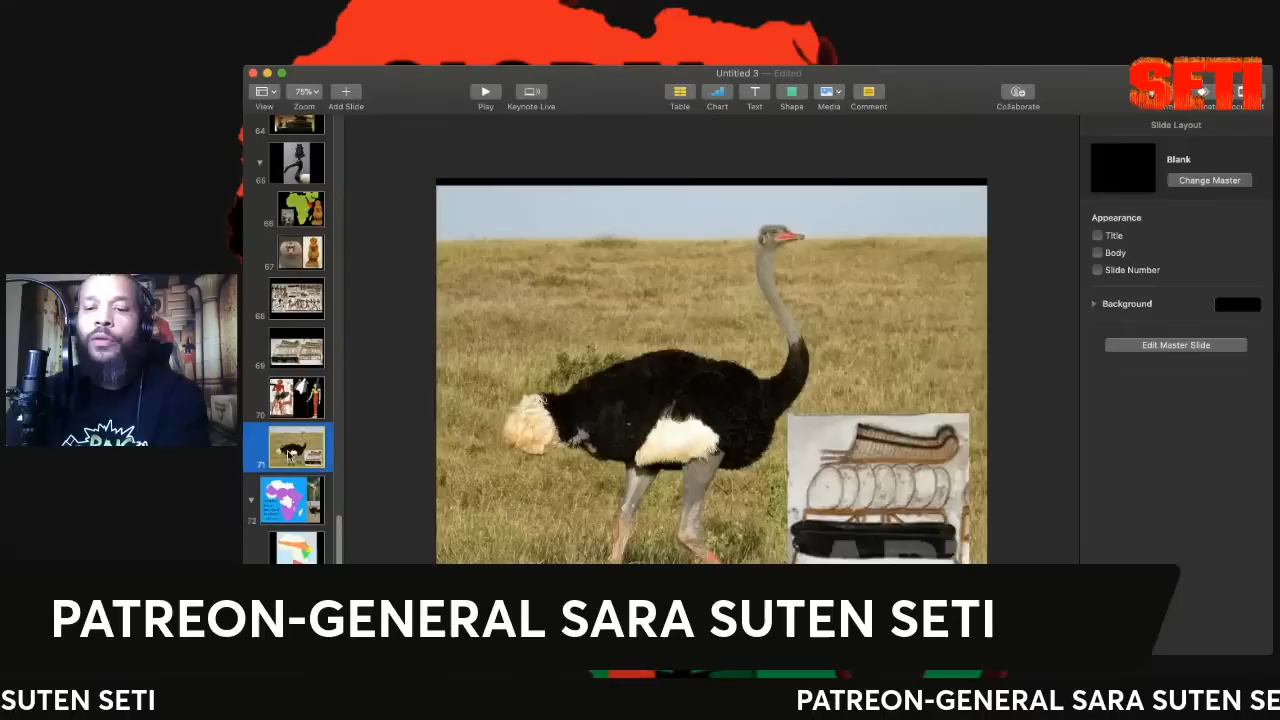 SETI
Untitled 3 — Edited
View
Zoom
Add Slide
Play
Keynote Live
Table
Chart
Text
Shape
Media
Comment
Collaborate
75%
Slide Layout
Blank
Change Master
Appearance
Title
Body
Slide Number
Background
Edit Master Slide
64
65
66
67
68
69
70
71
72
PATREON-GENERAL SARA SUTEN SETI
SUTEN SETI
PATREON-GENERAL SARA SUTEN SE